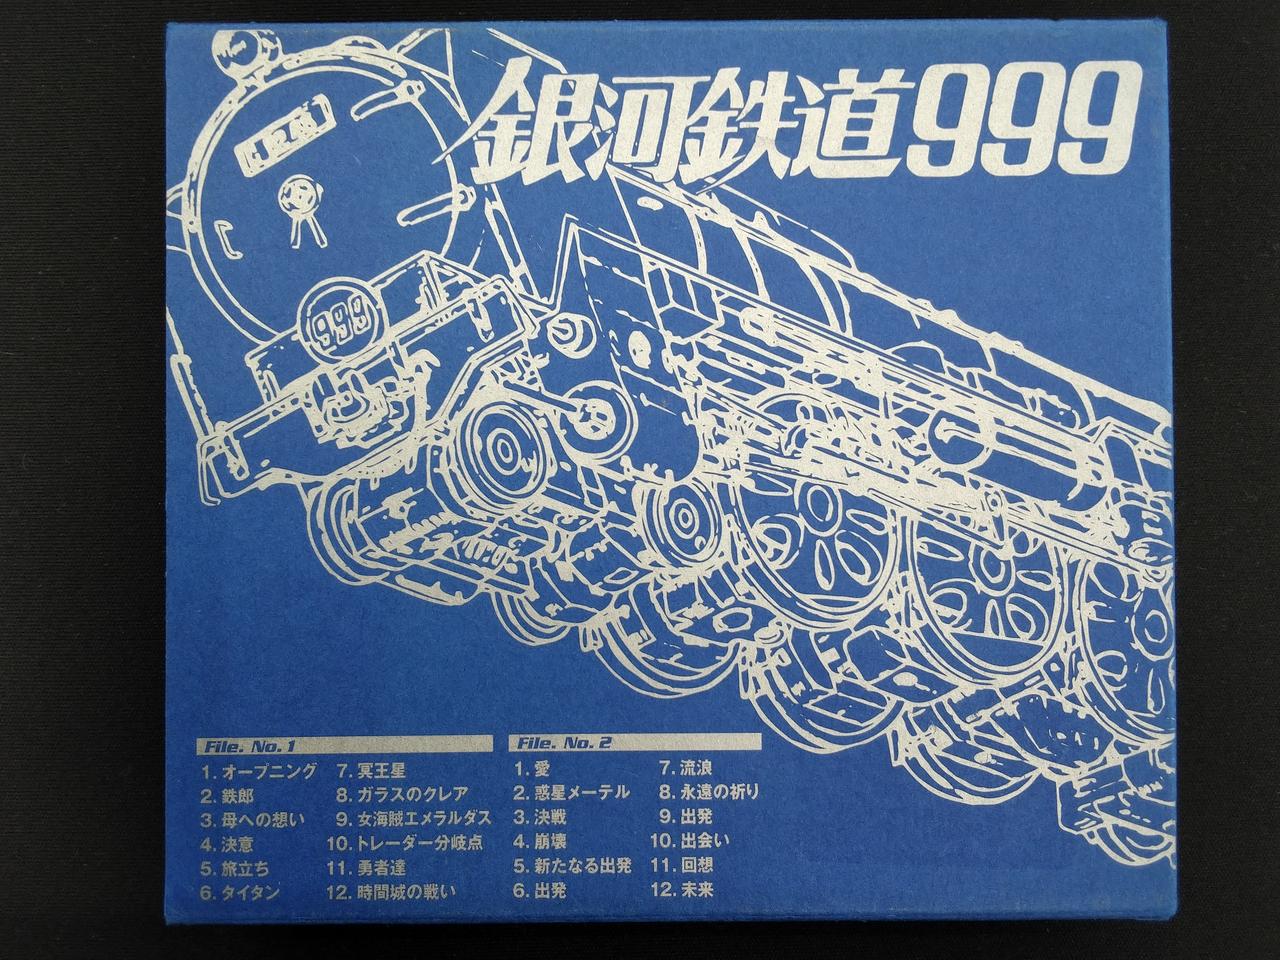 銀河鉄道999
999
File. No.1
1. オープニング
2. 鉄郎
3. 母への想い
4. 決意
5. 旅立ち
6. タイタン
7. 冥王星
8. ガラスのクレア
9. 女海賊エメラルダス
10. トレーダー分岐点
11. 勇者達
12. 時間城の戦い
File. No.2
1. 愛
2. 惑星メーテル
3. 決戦
4. 崩壊
5. 新たなる出発
6. 出発
7. 流浪
8. 永遠の祈り
9. 出発
10. 出会い
11. 回想
12. 未来